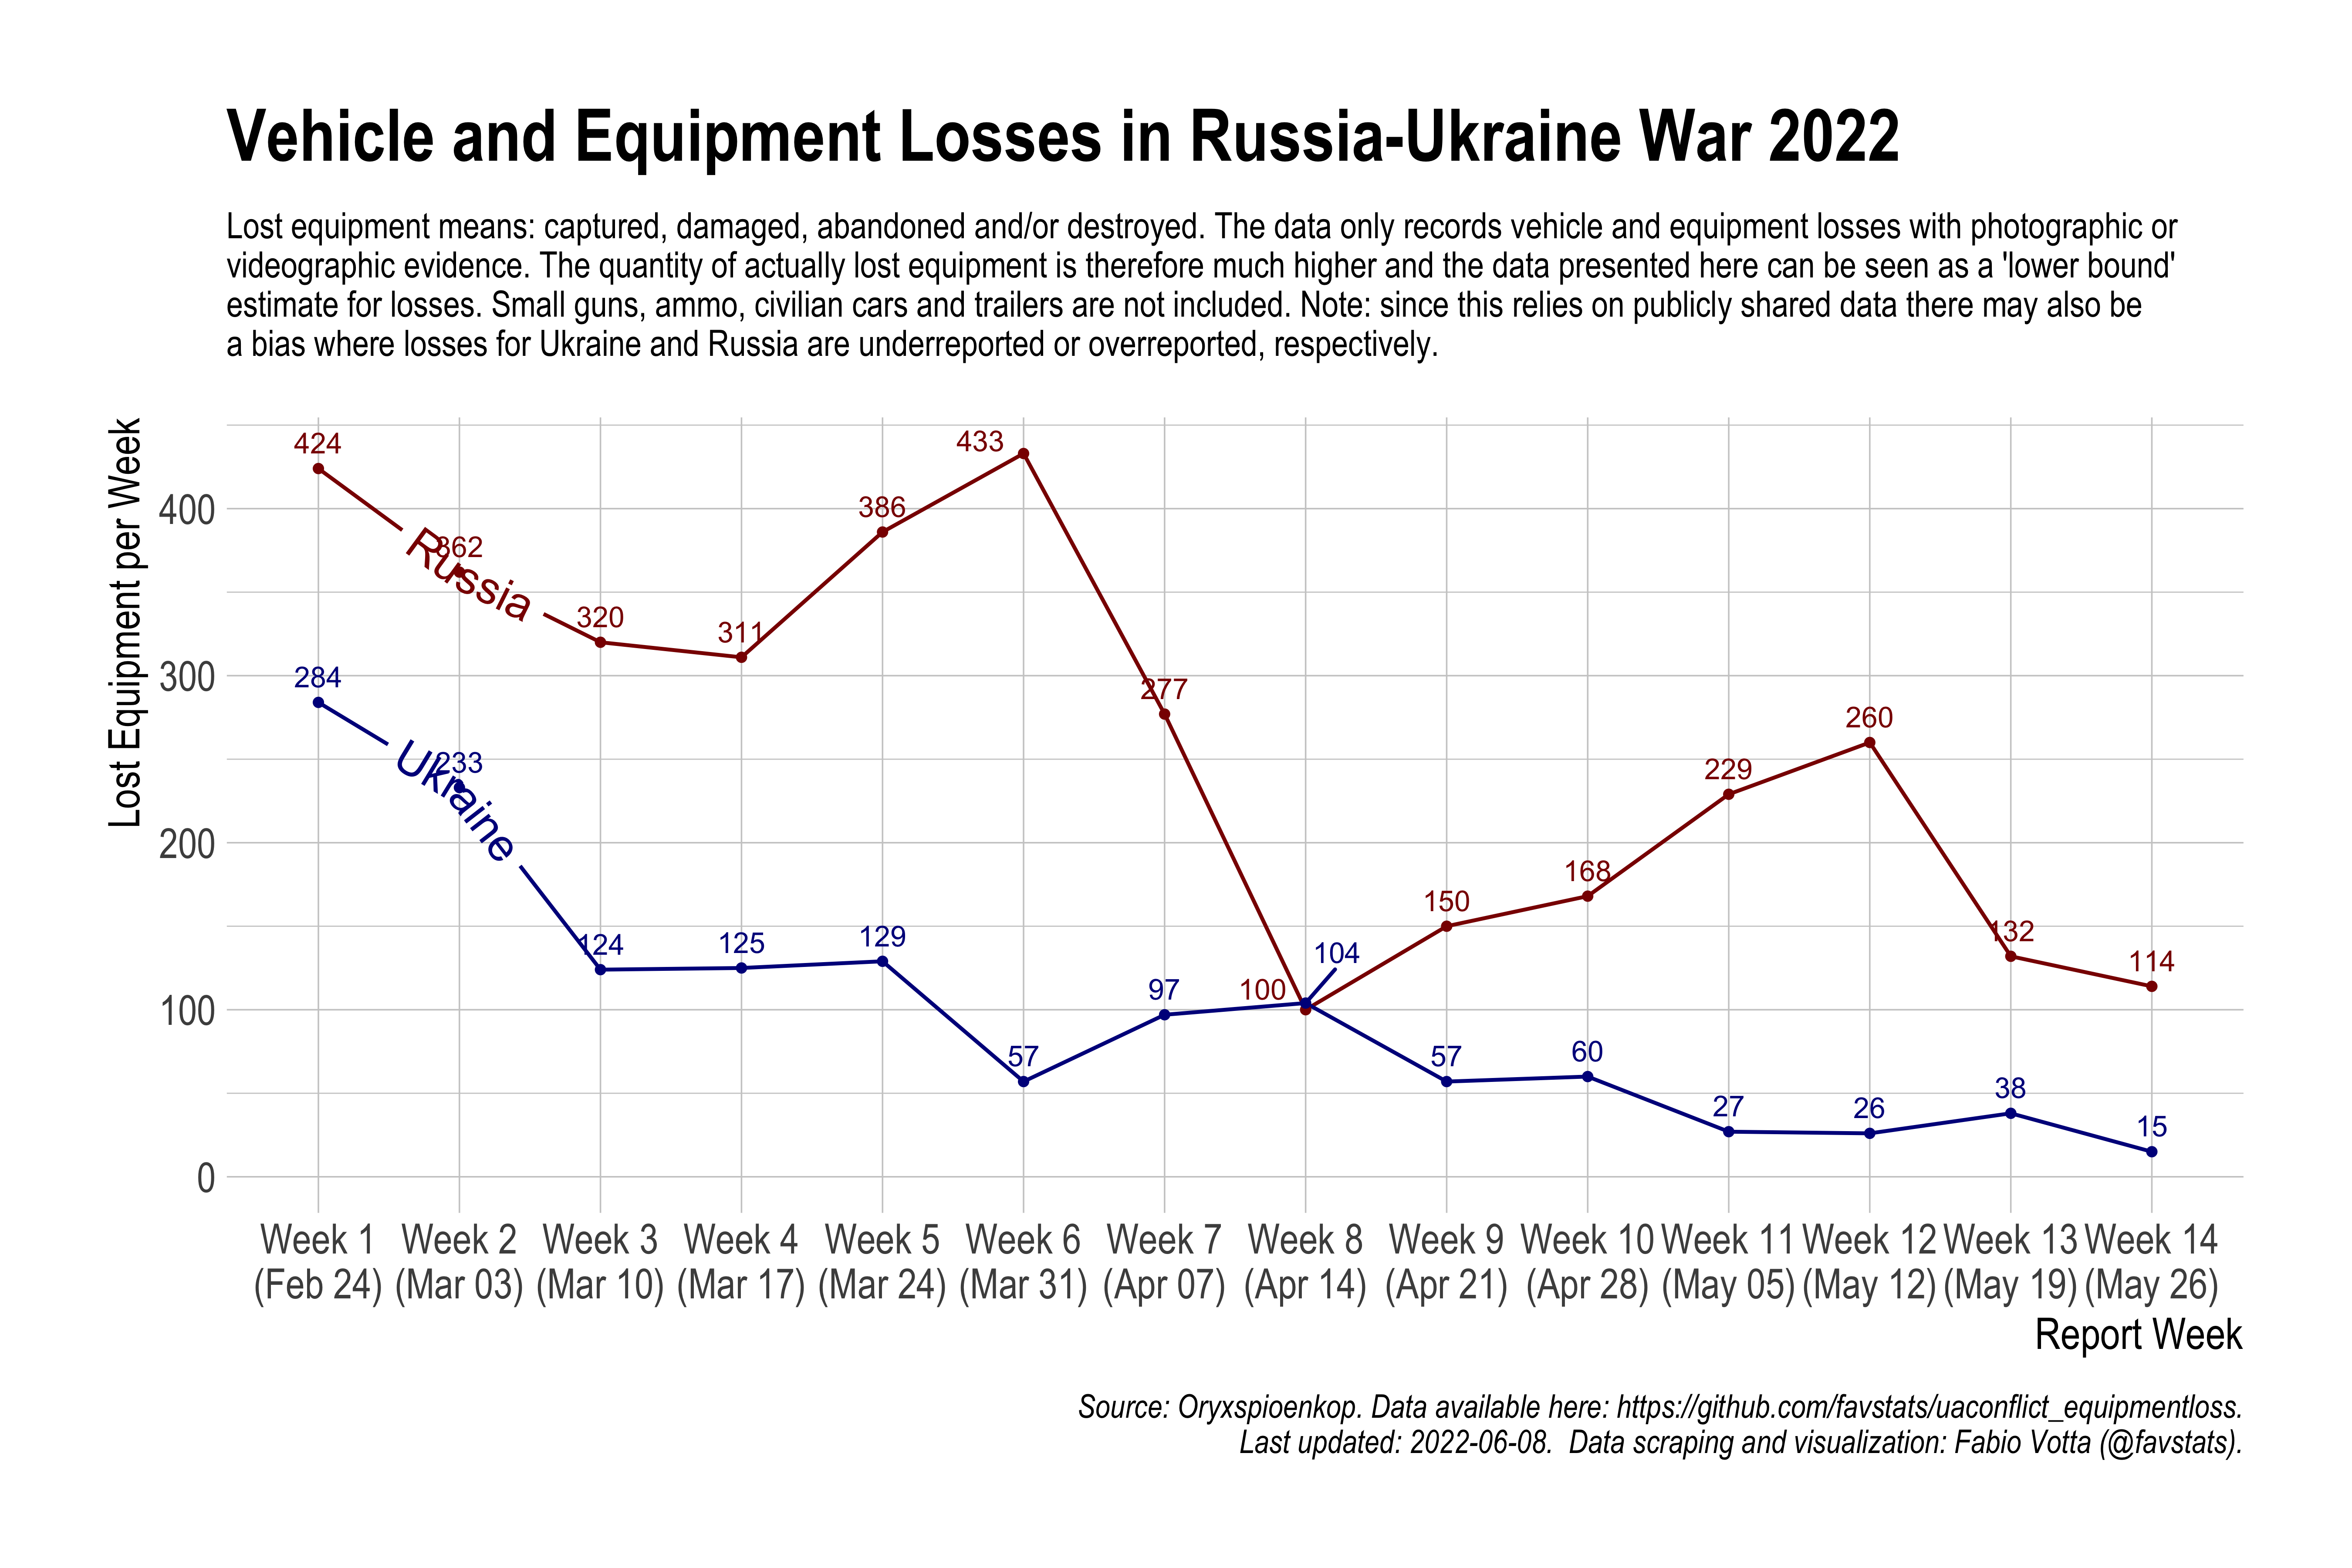 Vehicle and Equipment Losses in Russia-Ukraine War 2022
Lost equipment means: captured, damaged, abandoned and/or destroyed. The data only records vehicle and equipment losses with photographic or
videographic evidence. The quantity of actually lost equipment is therefore much higher and the data presented here can be seen as a 'lower bound'
estimate for losses. Small guns, ammo, civilian cars and trailers are not included. Note: since this relies on publicly shared data there may also be
a bias where losses for Ukraine and Russia are underreported or overreported, respectively.
Lost Equipment per Week
400
300
200
100
0
Russia
424
362
320
311
386
433
277
100
150
168
229
260
132
114
Ukraine
284
233
124
125
129
57
97
104
57
60
27
26
38
15
Week 1 Week 2 Week 3 Week 4 Week 5 Week 6 Week 7 Week 8 Week 9 Week 10 Week 11 Week 12 Week 13 Week 14
(Feb 24) (Mar 03) (Mar 10) (Mar 17) (Mar 24) (Mar 31) (Apr 07) (Apr 14) (Apr 21) (Apr 28) (May 05) (May 12) (May 19) (May 26)
Report Week
Source: Oryxspioenkop. Data available here: https://github.com/favstats/uaconflict_equipmentloss.
Last updated: 2022-06-08.  Data scraping and visualization: Fabio Votta (@favstats).